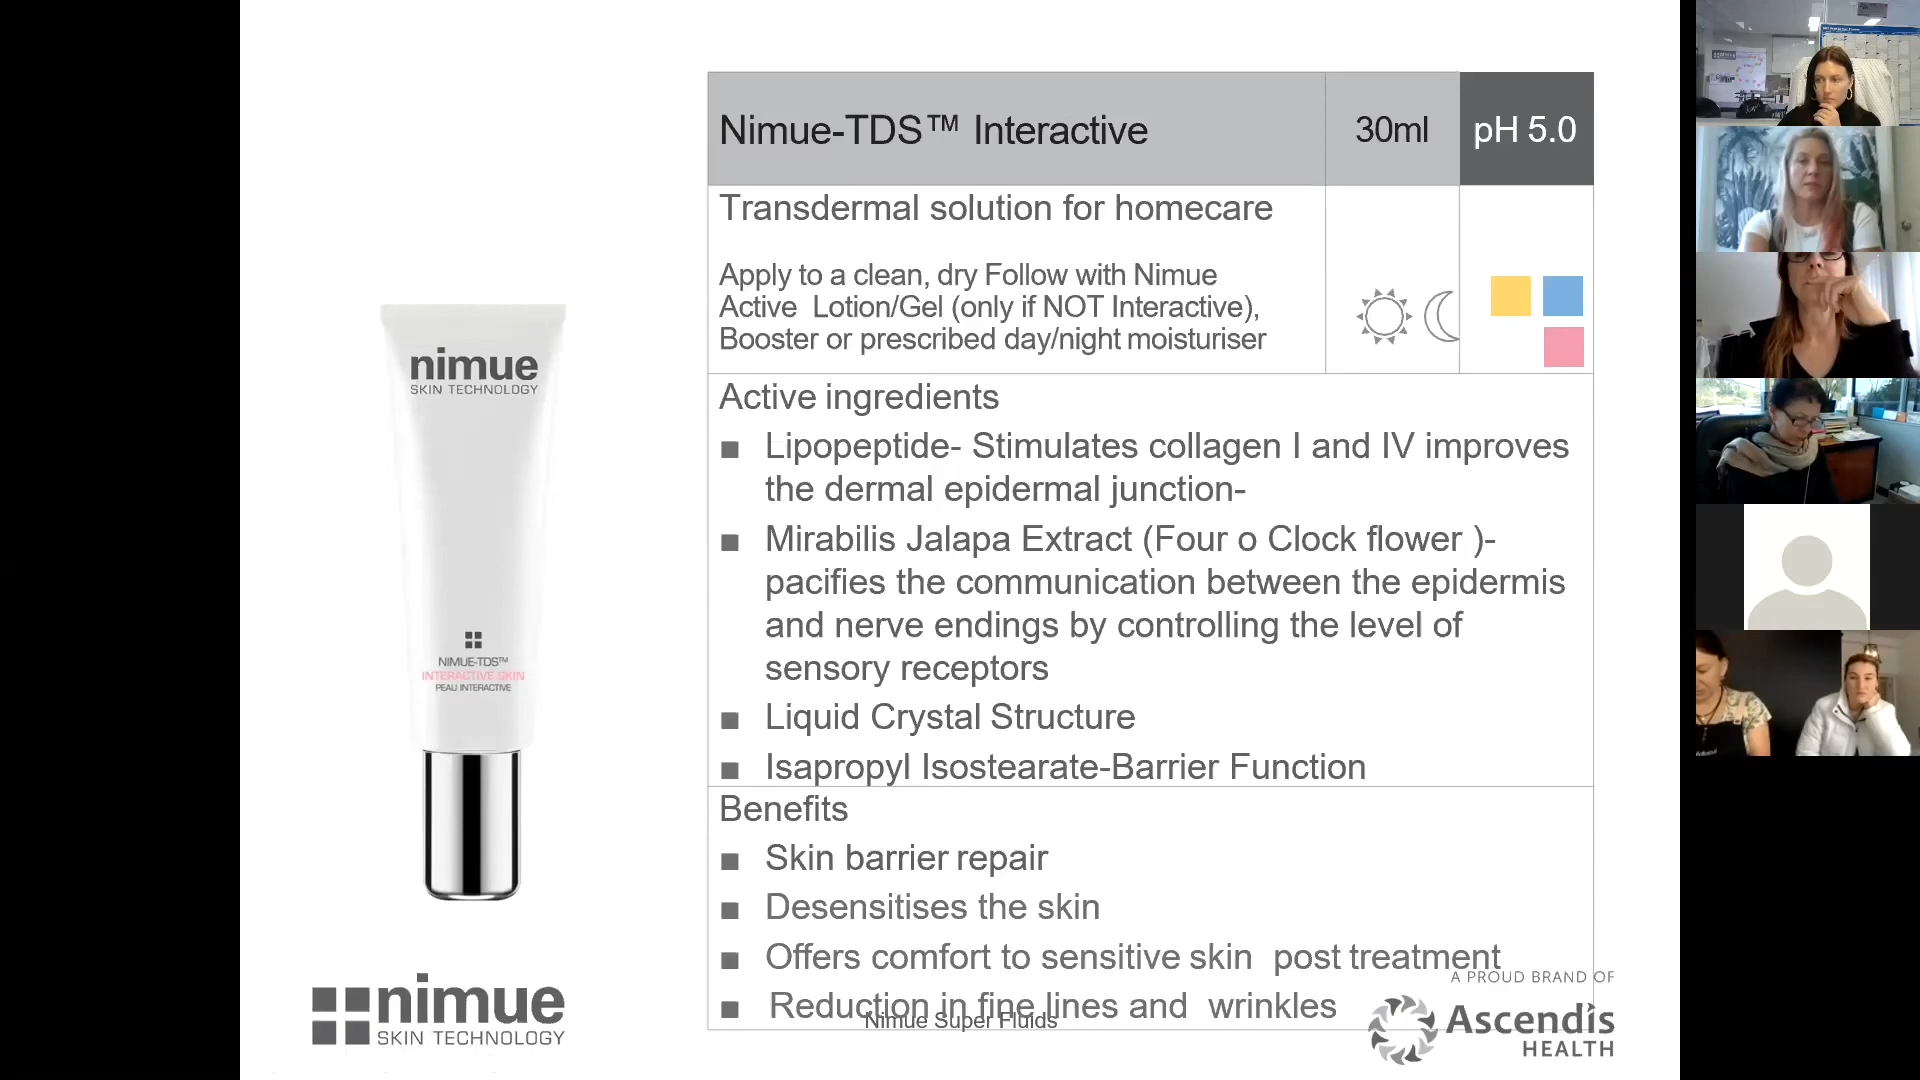 Nimue-TDS™ Interactive
30ml
pH 5.0
Transdermal solution for homecare
Apply to a clean, dry Follow with Nimue
Active  Lotion/Gel (only if NOT Interactive),
Booster or prescribed day/night moisturiser
nimue
SKIN TECHNOLOGY
NIMUE-TDS™
INTERACTIVE SKIN
PEAU INTERACTIVE
Active ingredients
■ Lipopeptide- Stimulates collagen I and IV improves
the dermal epidermal junction-
■ Mirabilis Jalapa Extract (Four o Clock flower )-
pacifies the communication between the epidermis
and nerve endings by controlling the level of
sensory receptors
■ Liquid Crystal Structure
■ Isapropyl Isostearate-Barrier Function
Benefits
■ Skin barrier repair
■ Desensitises the skin
■ Offers comfort to sensitive skin  post treatment
■ Reduction in fine lines and  wrinkles
Nimue Super Fluids
nimue
SKIN TECHNOLOGY
A PROUD BRAND OF
Ascendis
HEALTH